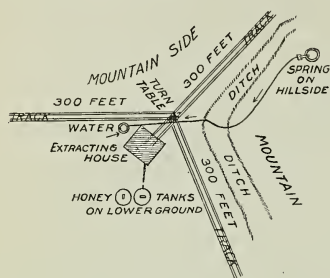 MOUNTAIN SIDE
TURN
TABLE
300 FEET
TRACK
300 FEET
TRACK
DITCH
SPRING
ON
HILLSIDE
WATER
EXTRACTING
HOUSE
MOUNTAIN
DITCH
300 FEET
TRACK
HONEY TANKS
ON LOWER GROUND